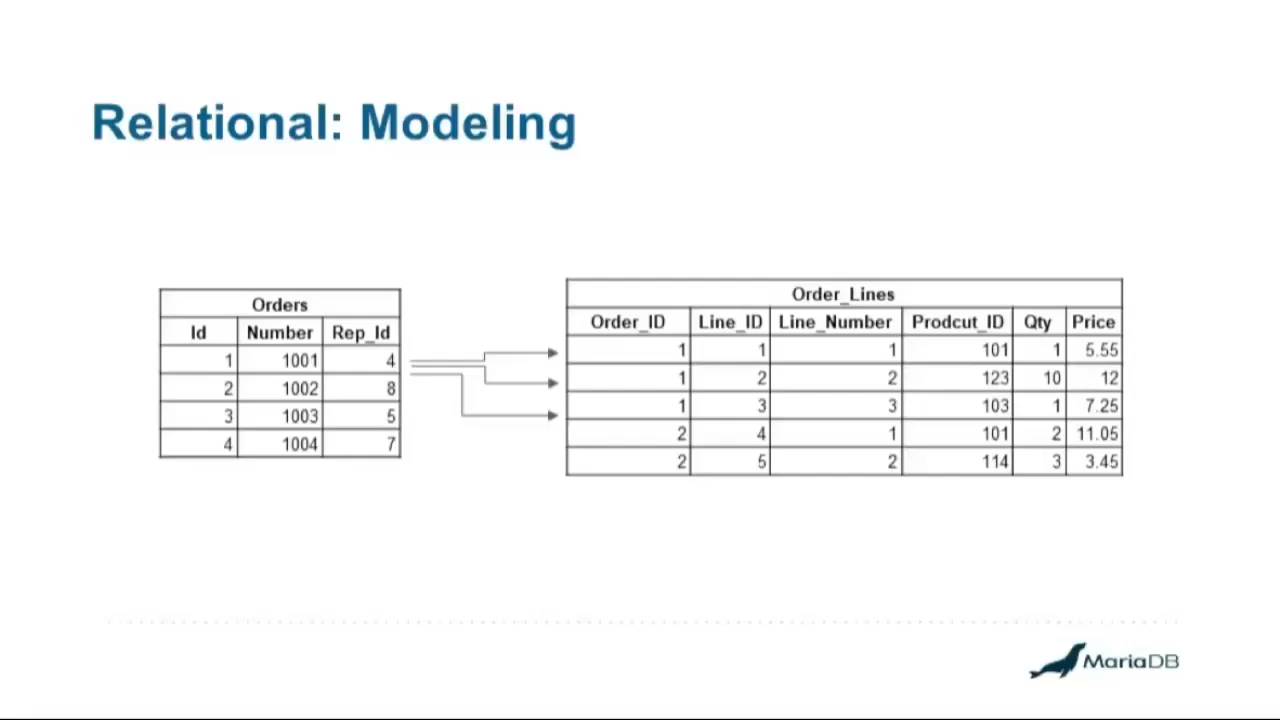 Relational: Modeling
Orders
Id Number Rep_Id
1 1001 4
2 1002 8
3 1003 5
4 1004 7
Order_Lines
Order_ID Line_ID Line_Number Prodcut_ID Qty Price
1 1 1 101 1 5.55
1 2 2 123 10 12
1 3 3 103 1 7.25
2 4 1 101 2 11.05
2 5 2 114 3 3.45
MariaDB